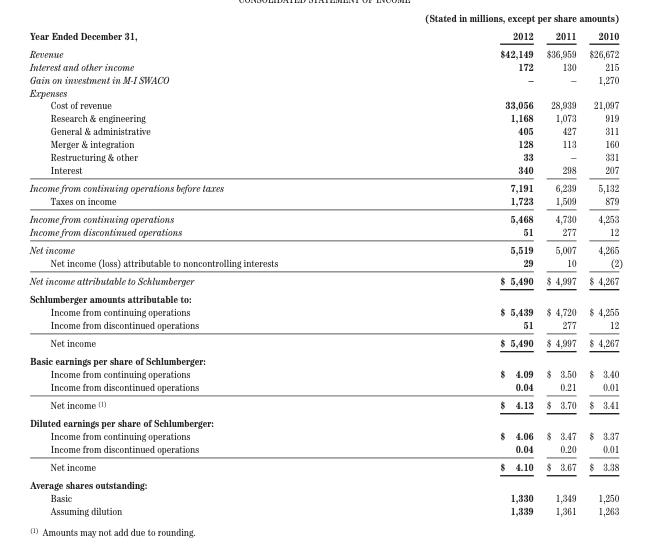 CONSOLIDATED STATEMENT OF INCOME
(Stated in millions, except per share amounts)
Year Ended December 31, 2012 2011 2010
Revenue $42,149 $36,959 $26,672
Interest and other income 172 130 215
Gain on investment in M-I SWACO – – 1,270
Expenses
Cost of revenue 33,056 28,939 21,097
Research & engineering 1,168 1,073 919
General & administrative 405 427 311
Merger & integration 128 113 160
Restructuring & other 33 – 331
Interest 340 298 207
Income from continuing operations before taxes 7,191 6,239 5,132
Taxes on income 1,723 1,509 879
Income from continuing operations 5,468 4,730 4,253
Income from discontinued operations 51 277 12
Net income 5,519 5,007 4,265
Net income (loss) attributable to noncontrolling interests 29 10 (2)
Net income attributable to Schlumberger $ 5,490 $ 4,997 $ 4,267
Schlumberger amounts attributable to:
Income from continuing operations $ 5,439 $ 4,720 $ 4,255
Income from discontinued operations 51 277 12
Net income $ 5,490 $ 4,997 $ 4,267
Basic earnings per share of Schlumberger:
Income from continuing operations $ 4.09 $ 3.50 $ 3.40
Income from discontinued operations 0.04 0.21 0.01
Net income (1) $ 4.13 $ 3.70 $ 3.41
Diluted earnings per share of Schlumberger:
Income from continuing operations $ 4.06 $ 3.47 $ 3.37
Income from discontinued operations 0.04 0.20 0.01
Net income $ 4.10 $ 3.67 $ 3.38
Average shares outstanding:
Basic 1,330 1,349 1,250
Assuming dilution 1,339 1,361 1,263
(1) Amounts may not add due to rounding.